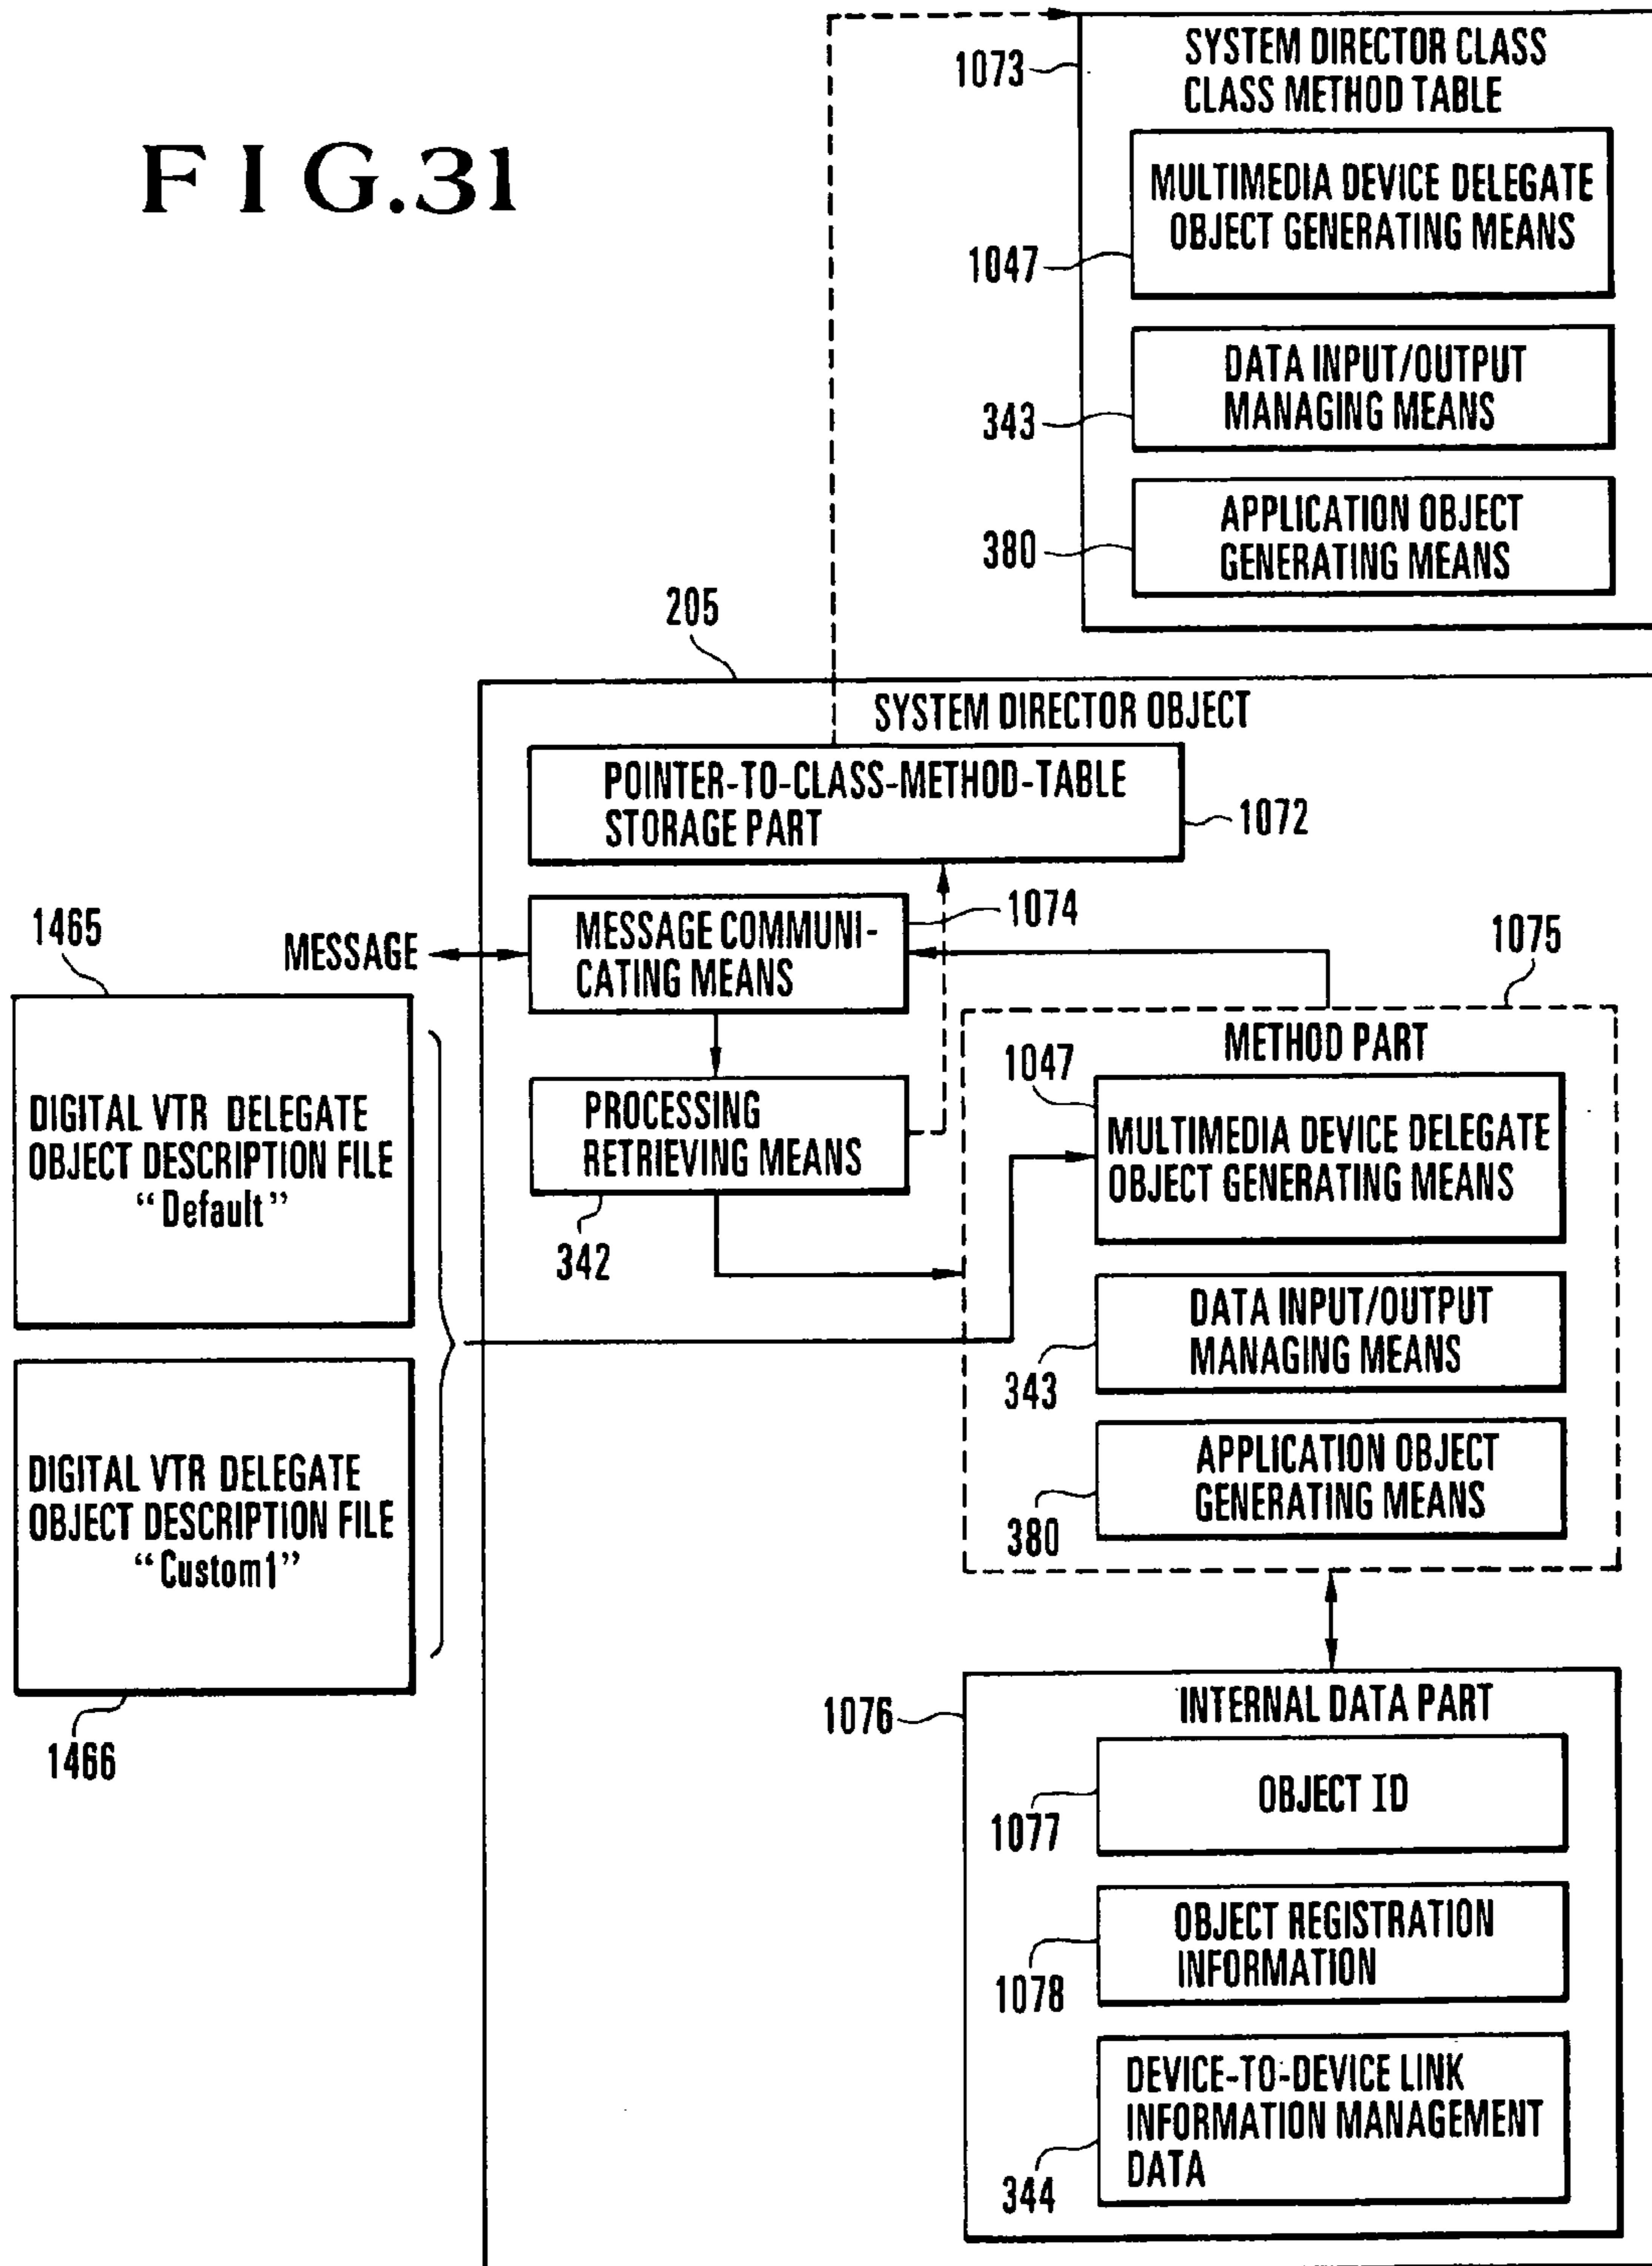 FIG.31
1073
SYSTEM DIRECTOR CLASS
CLASS METHOD TABLE
MULTIMEDIA DEVICE DELEGATE
OBJECT GENERATING MEANS
1047
DATA INPUT/OUTPUT
MANAGING MEANS
343
APPLICATION OBJECT
GENERATING MEANS
380
205
SYSTEM DIRECTOR OBJECT
POINTER-TO-CLASS-METHOD-TABLE
STORAGE PART
1072
MESSAGE
MESSAGE COMMUNI-
CATING MEANS
1074
1465
DIGITAL VTR DELEGATE
OBJECT DESCRIPTION FILE
“Default”
PROCESSING
RETRIEVING MEANS
342
1075
METHOD PART
1047
MULTIMEDIA DEVICE DELEGATE
OBJECT GENERATING MEANS
DATA INPUT/OUTPUT
MANAGING MEANS
343
APPLICATION OBJECT
GENERATING MEANS
380
DIGITAL VTR DELEGATE
OBJECT DESCRIPTION FILE
“Custom1”
1466
1076
INTERNAL DATA PART
OBJECT ID
1077
OBJECT REGISTRATION
INFORMATION
1078
DEVICE-TO-DEVICE LINK
INFORMATION MANAGEMENT
DATA
344